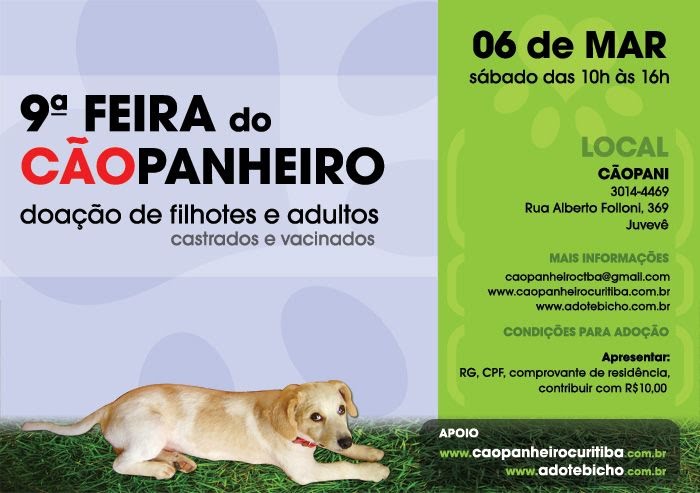 9ª FEIRA do
CÃOPANHEIRO
doação de filhotes e adultos
castrados e vacinados
06 de MAR
sábado das 10h às 16h
LOCAL
CÃOPANI
3014-4469
Rua Alberto Folloni, 369
Juvevê
MAIS INFORMAÇÕES
caopanheiroctba@gmail.com
www.caopanheirocuritiba.com.br
www.adotebicho.com.br
CONDIÇÕES PARA ADOÇÃO
Apresentar:
RG, CPF, comprovante de residência,
contribuir com R$10,00
APOIO
www.caopanheirocuritiba.com.br
www.adotebicho.com.br